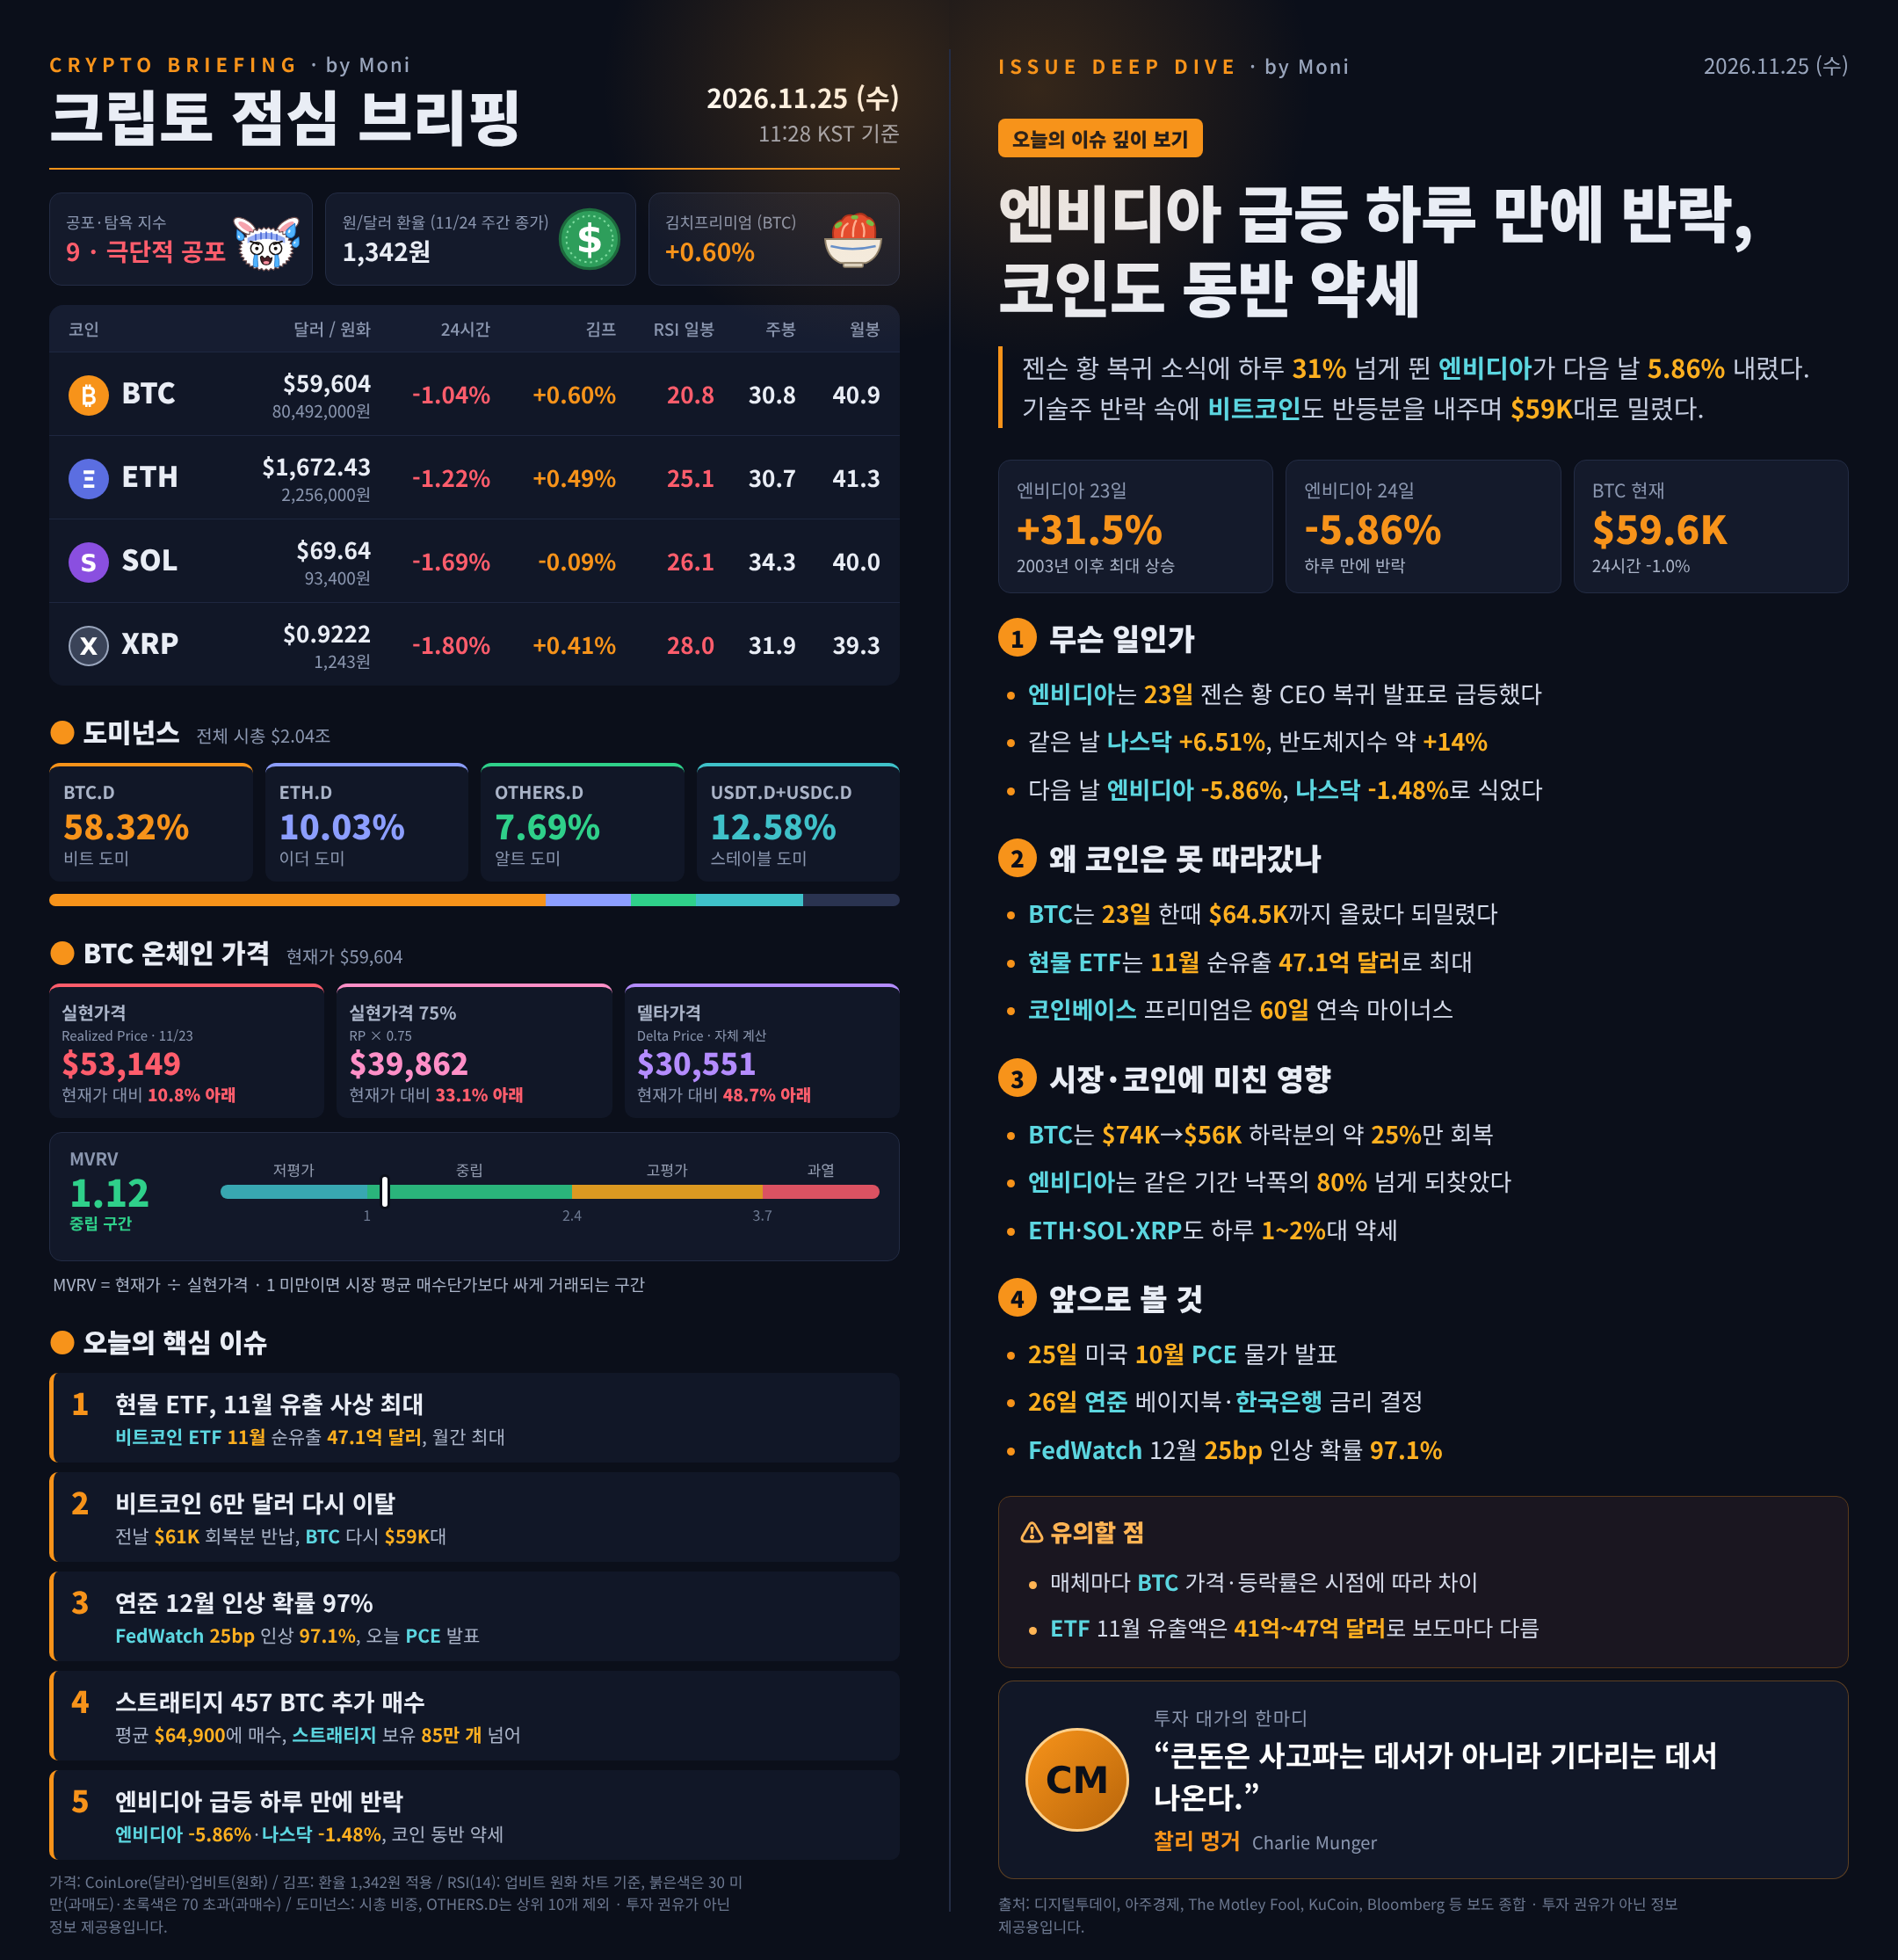 CRYPTO BRIEFING · by Moni
크립토 점심 브리핑
2026.11.25 (수)
11:28 KST 기준
공포·탐욕 지수
9 · 극단적 공포
원/달러 환율 (11/24 주간 종가)
1,342원
$
김치프리미엄 (BTC)
+0.60%
코인 달러 / 원화 24시간 김프 RSI 일봉 주봉 월봉
₿ BTC $59,604 -1.04% +0.60% 20.8 30.8 40.9
80,492,000원
Ξ ETH $1,672.43 -1.22% +0.49% 25.1 30.7 41.3
2,256,000원
S SOL $69.64 -1.69% -0.09% 26.1 34.3 40.0
93,400원
X XRP $0.9222 -1.80% +0.41% 28.0 31.9 39.3
1,243원
도미넌스 전체 시총 $2.04조
BTC.D
58.32%
비트 도미
ETH.D
10.03%
이더 도미
OTHERS.D
7.69%
알트 도미
USDT.D+USDC.D
12.58%
스테이블 도미
BTC 온체인 가격 현재가 $59,604
실현가격
Realized Price · 11/23
$53,149
현재가 대비 10.8% 아래
실현가격 75%
RP × 0.75
$39,862
현재가 대비 33.1% 아래
델타가격
Delta Price · 자체 계산
$30,551
현재가 대비 48.7% 아래
MVRV
1.12
중립 구간
저평가 중립 고평가 과열
1 2.4 3.7
MVRV = 현재가 ÷ 실현가격 · 1 미만이면 시장 평균 매수단가보다 싸게 거래되는 구간
오늘의 핵심 이슈
1 현물 ETF, 11월 유출 사상 최대
비트코인 ETF 11월 순유출 47.1억 달러, 월간 최대
2 비트코인 6만 달러 다시 이탈
전날 $61K 회복분 반납, BTC 다시 $59K대
3 연준 12월 인상 확률 97%
FedWatch 25bp 인상 97.1%, 오늘 PCE 발표
4 스트래티지 457 BTC 추가 매수
평균 $64,900에 매수, 스트래티지 보유 85만 개 넘어
5 엔비디아 급등 하루 만에 반락
엔비디아 -5.86%·나스닥 -1.48%, 코인 동반 약세
가격: CoinLore(달러)·업비트(원화) / 김프: 환율 1,342원 적용 / RSI(14): 업비트 원화 차트 기준, 붉은색은 30 미
만(과매도)·초록색은 70 초과(과매수) / 도미넌스: 시총 비중, OTHERS.D는 상위 10개 제외 · 투자 권유가 아닌
정보 제공용입니다.
ISSUE DEEP DIVE · by Moni
2026.11.25 (수)
오늘의 이슈 깊이 보기
엔비디아 급등 하루 만에 반락,
코인도 동반 약세
젠슨 황 복귀 소식에 하루 31% 넘게 뛴 엔비디아가 다음 날 5.86% 내렸다.
기술주 반락 속에 비트코인도 반등분을 내주며 $59K대로 밀렸다.
엔비디아 23일
+31.5%
2003년 이후 최대 상승
엔비디아 24일
-5.86%
하루 만에 반락
BTC 현재
$59.6K
24시간 -1.0%
1 무슨 일인가
• 엔비디아는 23일 젠슨 황 CEO 복귀 발표로 급등했다
• 같은 날 나스닥 +6.51%, 반도체지수 약 +14%
• 다음 날 엔비디아 -5.86%, 나스닥 -1.48%로 식었다
2 왜 코인은 못 따라갔나
• BTC는 23일 한때 $64.5K까지 올랐다 되밀렸다
• 현물 ETF는 11월 순유출 47.1억 달러로 최대
• 코인베이스 프리미엄은 60일 연속 마이너스
3 시장·코인에 미친 영향
• BTC는 $74K→$56K 하락분의 약 25%만 회복
• 엔비디아는 같은 기간 낙폭의 80% 넘게 되찾았다
• ETH·SOL·XRP도 하루 1~2%대 약세
4 앞으로 볼 것
• 25일 미국 10월 PCE 물가 발표
• 26일 연준 베이지북·한국은행 금리 결정
• FedWatch 12월 25bp 인상 확률 97.1%
⚠ 유의할 점
• 매체마다 BTC 가격·등락률은 시점에 따라 차이
• ETF 11월 유출액은 41억~47억 달러로 보도마다 다름
CM
투자 대가의 한마디
“큰돈은 사고파는 데서가 아니라 기다리는 데서
나온다.”
찰리 멍거 Charlie Munger
출처: 디지털투데이, 아주경제, The Motley Fool, KuCoin, Bloomberg 등 보도 종합 · 투자 권유가 아닌 정보
제공용입니다.